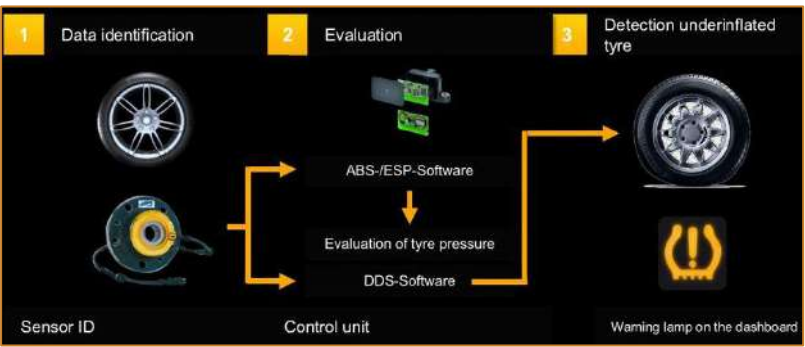 1
Data identification
2
Evaluation
3
Detection underinflated
tyre
ABS-/ESP-Software
Evaluation of tyre pressure
DDS-Software
Sensor ID
Control unit
Warning lamp on the dashboard